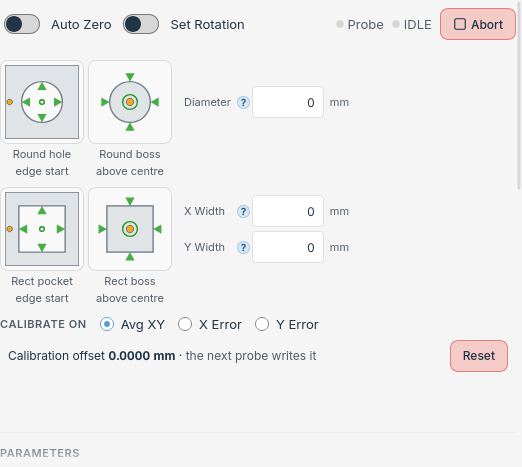 Auto Zero Set Rotation Probe IDLE Abort
Diameter ? 0 mm
Round hole
edge start
Round boss
above centre
X Width ? 0 mm
Y Width ? 0 mm
Rect pocket
edge start
Rect boss
above centre
CALIBRATE ON Avg XY X Error Y Error
Calibration offset 0.0000 mm · the next probe writes it Reset
PARAMETERS